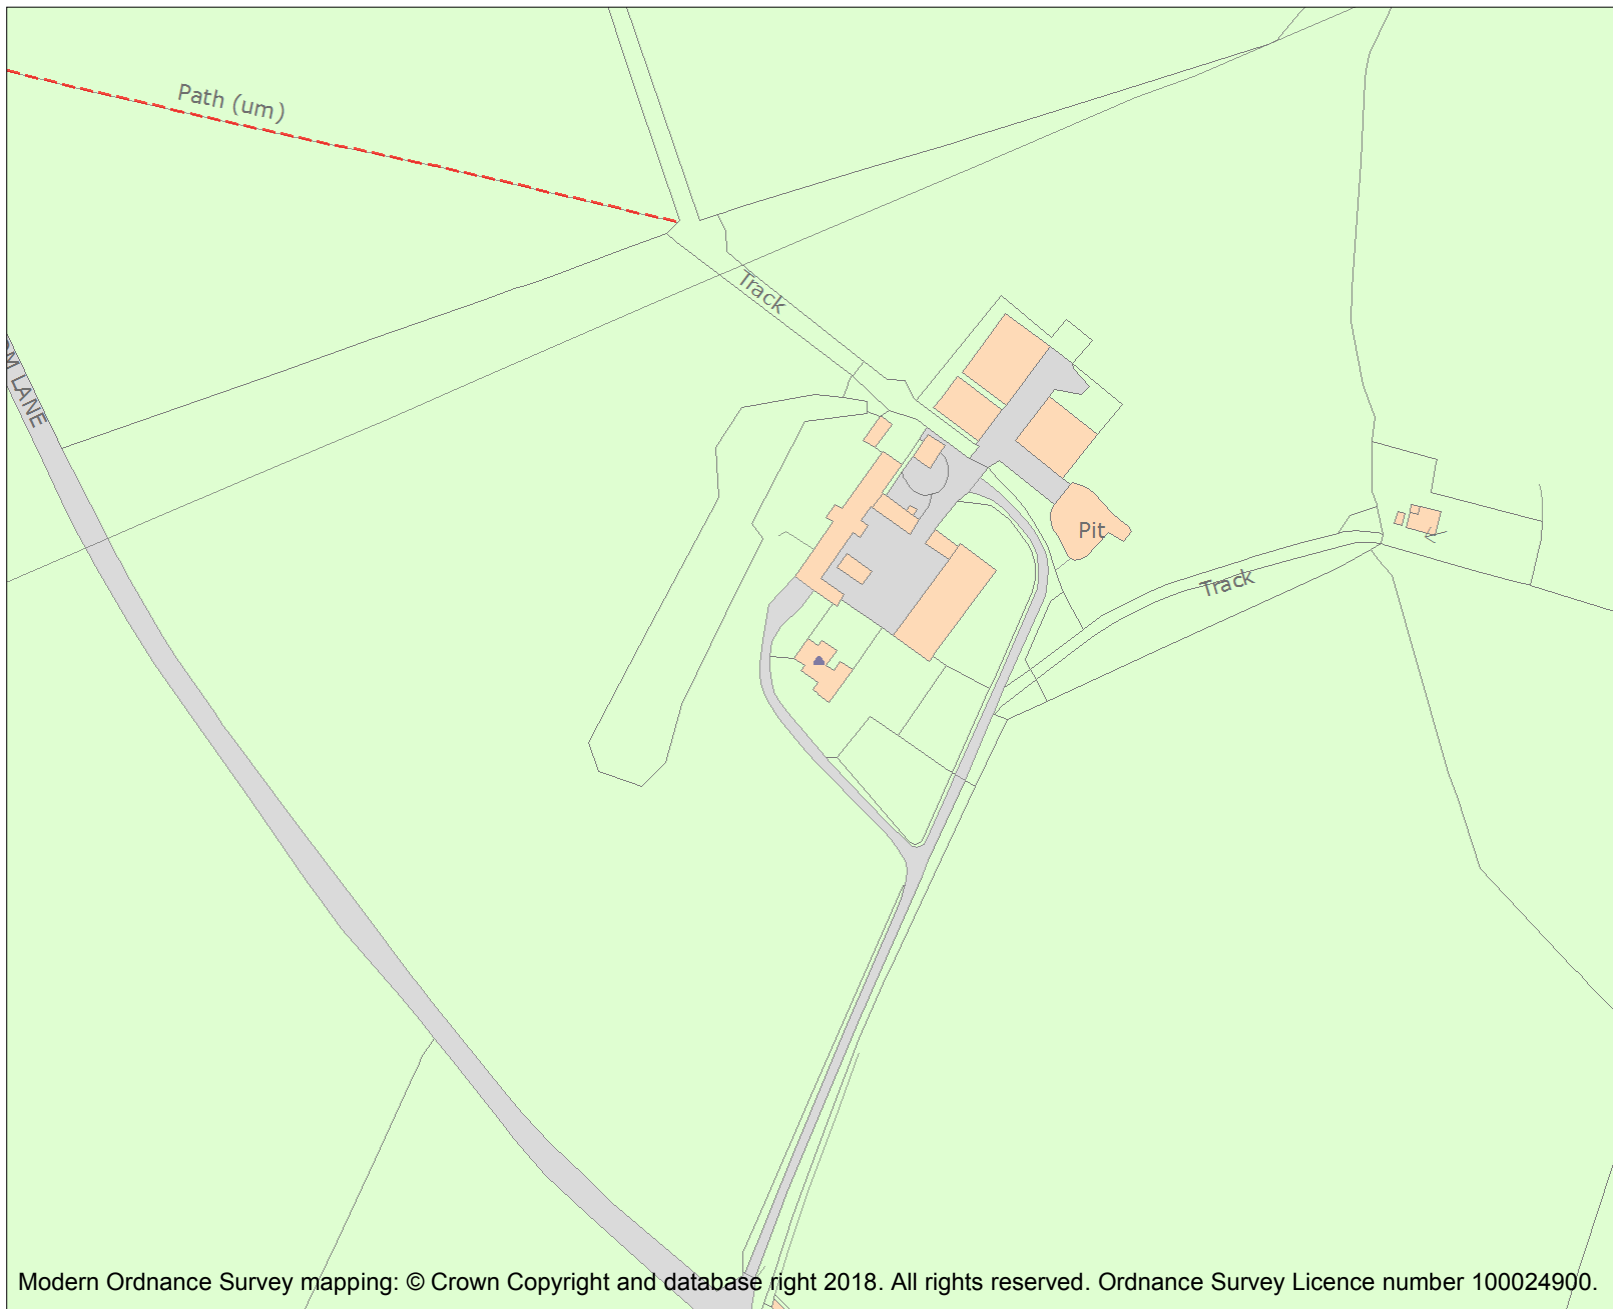 Path (um)
Track
LANE
Pit
Track
Modern Ordnance Survey mapping: © Crown Copyright and database right 2018. All rights reserved. Ordnance Survey Licence number 100024900.